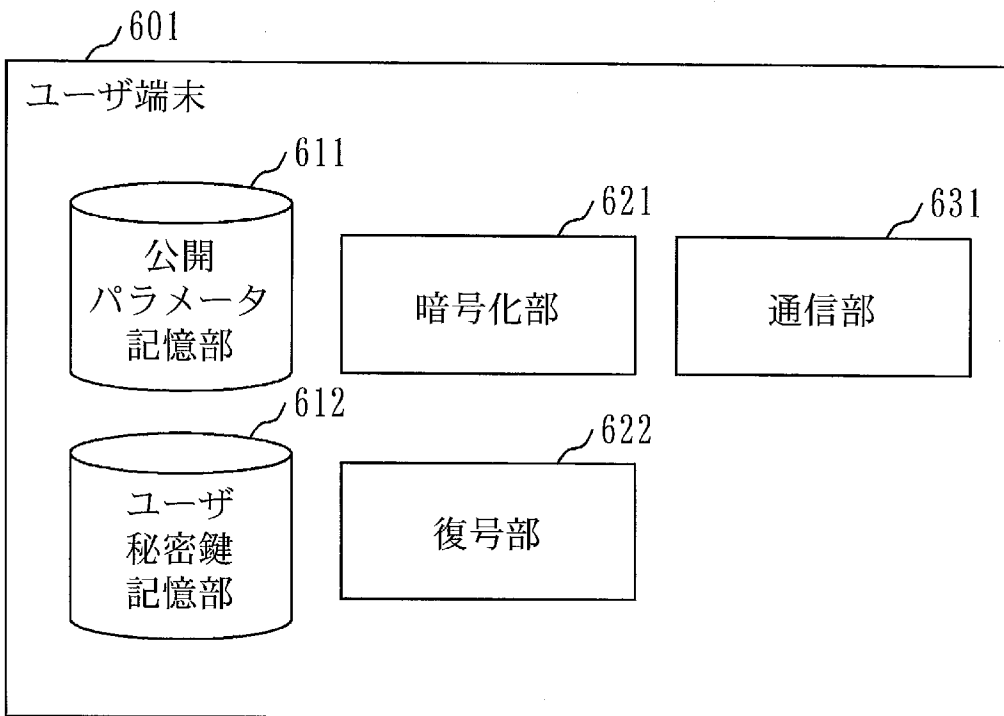 601
ユーザ端末
611
公開
パラメータ
記憶部
621
暗号化部
631
通信部
612
ユーザ
秘密鍵
記憶部
622
復号部